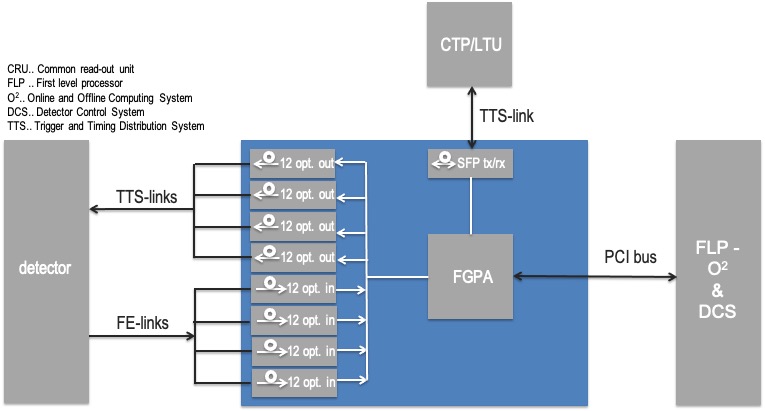 CTP/LTU
CRU.. Common read-out unit
FLP .. First level processor
O².. Online and Offline Computing System
DCS.. Detector Control System
TTS.. Trigger and Timing Distribution System
TTS-link
12 opt. out
SFP tx/rx
TTS-links
12 opt. out
12 opt. out
12 opt. out
detector
FGPA
PCI bus
FLP -
O²
&
DCS
12 opt. in
FE-links
12 opt. in
12 opt. in
12 opt. in